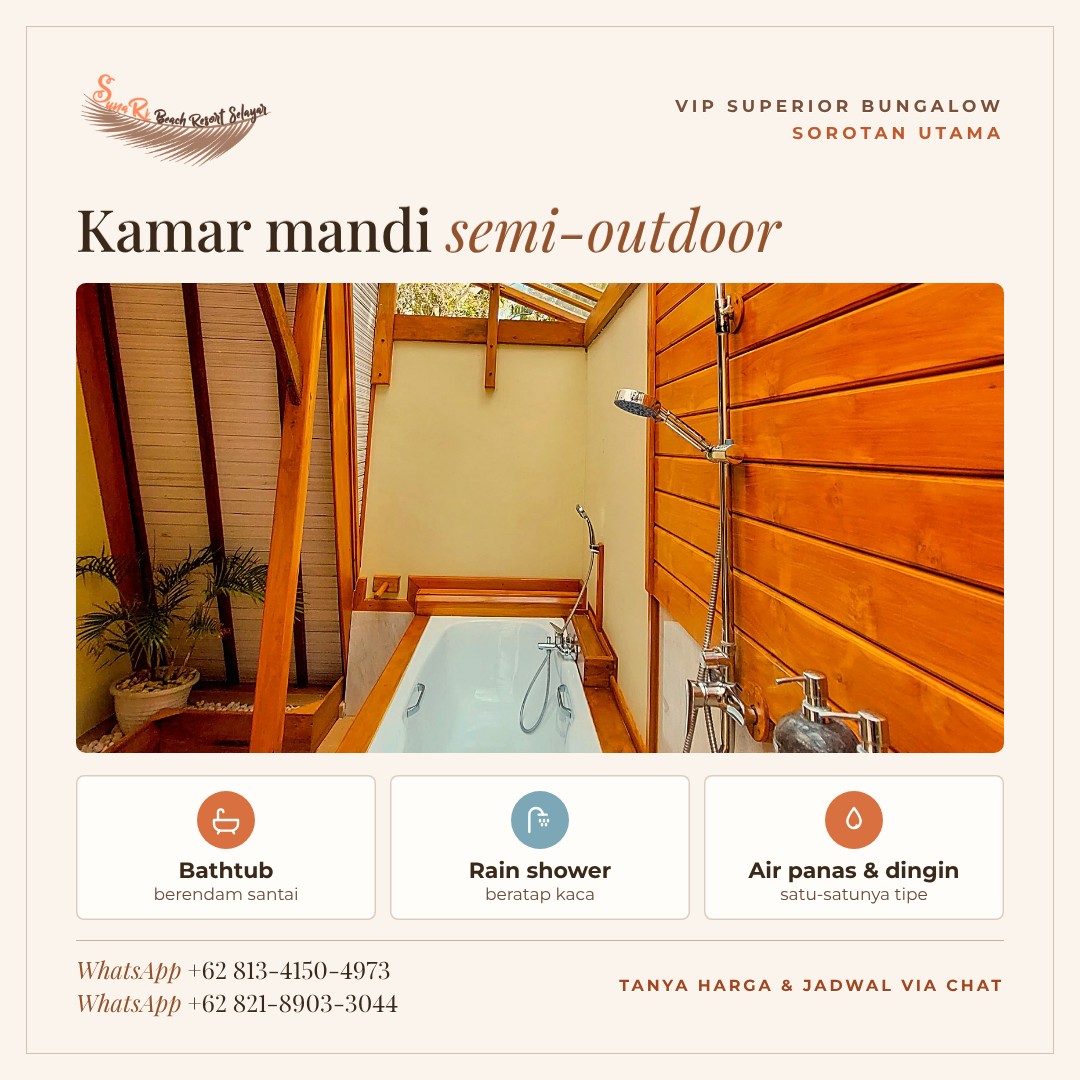 SunaRi Beach Resort Selayar
VIP SUPERIOR BUNGALOW
SOROTAN UTAMA
Kamar mandi semi-outdoor
Bathtub
berendam santai
Rain shower
beratap kaca
Air panas & dingin
satu-satunya tipe
WhatsApp +62 813-4150-4973
WhatsApp +62 821-8903-3044
TANYA HARGA & JADWAL VIA CHAT